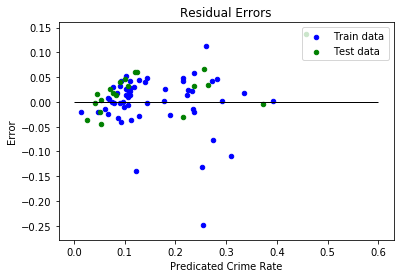 Residual Errors
Train data
Test data
0.15
0.10
0.05
0.00
−0.05
−0.10
−0.15
−0.20
−0.25
Error
0.0 0.1 0.2 0.3 0.4 0.5 0.6
Predicated Crime Rate